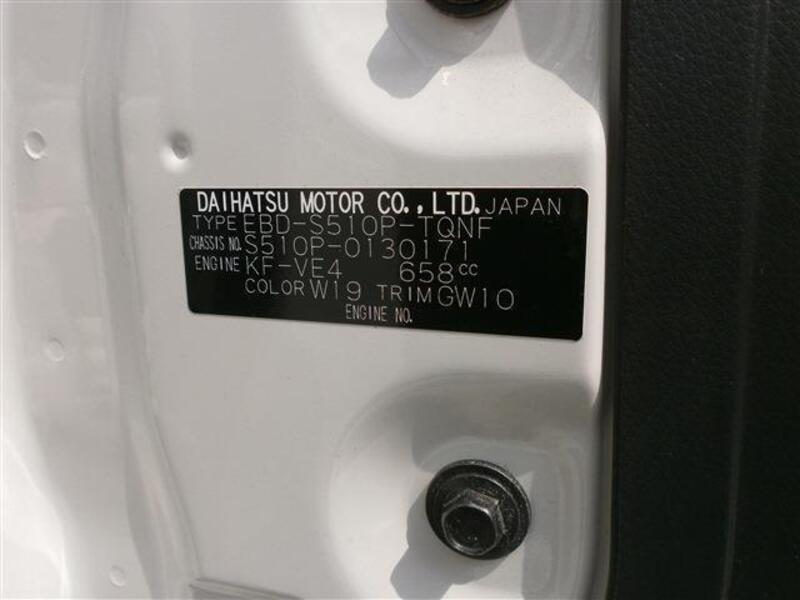 DAIHATSU MOTOR CO.,LTD. JAPAN
TYPE EBD-S510P-TQNF
CHASSIS NO. S510P-0130171
ENGINE KF-VE4 658cc
COLOR W19 TRIM GW10
ENGINE NO.